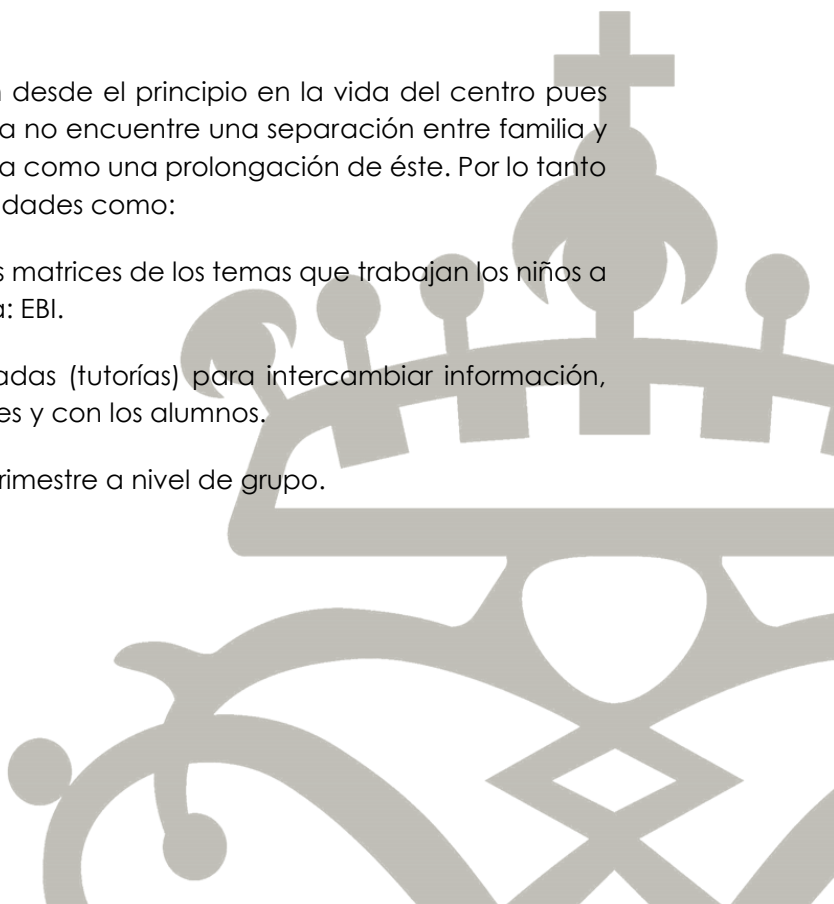 desde el principio en la vida del centro pues
a no encuentre una separación entre familia y
a como una prolongación de éste. Por lo tanto
dades como:
s matrices de los temas que trabajan los niños a
a: EBI.
adas (tutorías) para intercambiar información,
es y con los alumnos.
rimestre a nivel de grupo.